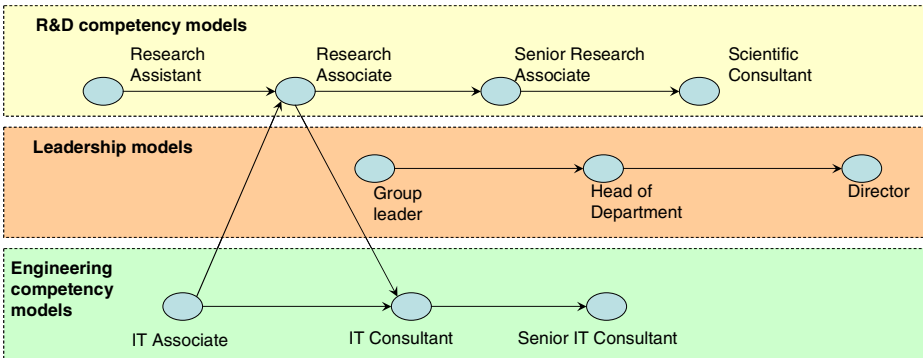 R&D competency models
Research
Assistant
Research
Associate
Senior Research
Associate
Scientific
Consultant
Leadership models
Group
leader
Head of
Department
Director
Engineering
competency
models
IT Associate
IT Consultant
Senior IT Consultant